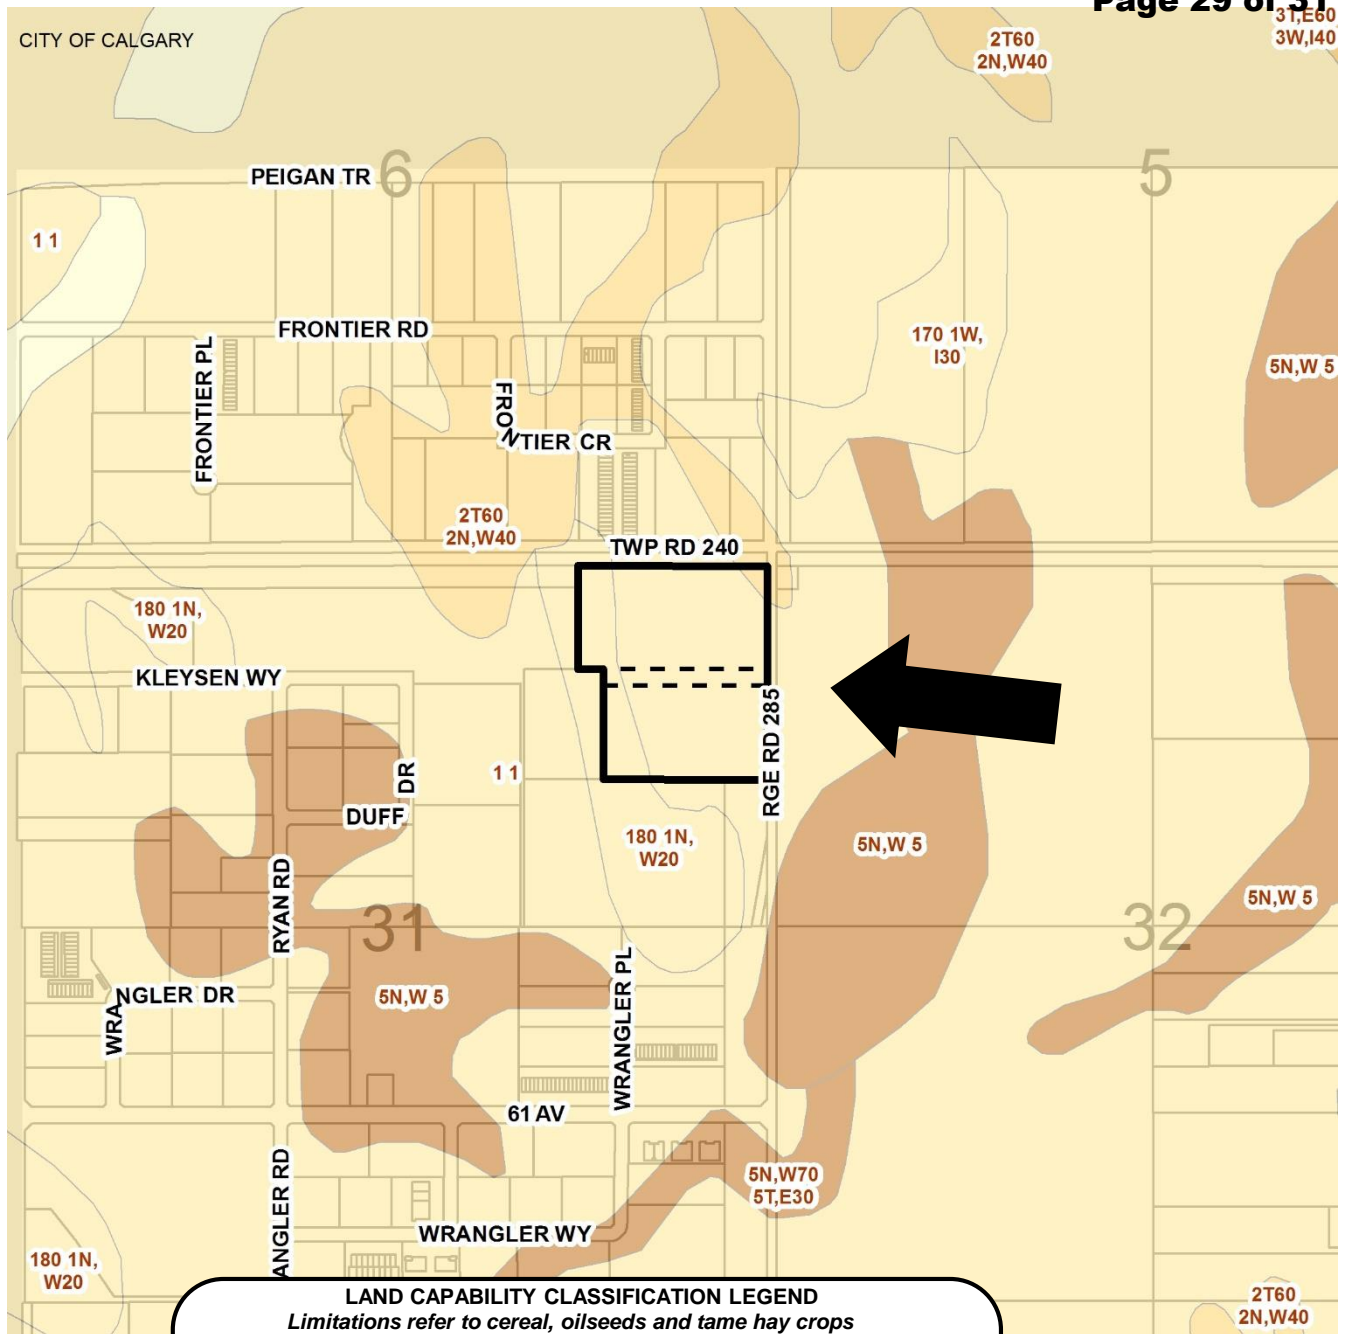 Page 29 of 31
CITY OF CALGARY
2T60
2N,W40
3T,E60
3W,I40
6
5
PEIGAN TR
1 1
FRONTIER RD
170 1W,
I30
5N,W 5
FRONTIER PL
FRONTIER CR
2T60
2N,W40
TWP RD 240
180 1N,
W20
KLEYSEN WY
RGE RD 285
1 1
DUFF DR
180 1N,
W20
5N,W 5
RYAN RD
5N,W 5
31
32
5N,W 5
WRANGLER DR
WRANGLER PL
61 AV
5N,W70
5T,E30
ANGLER RD
WRANGLER WY
180 1N,
W20
2T60
2N,W40
LAND CAPABILITY CLASSIFICATION LEGEND
Limitations refer to cereal, oilseeds and tame hay crops